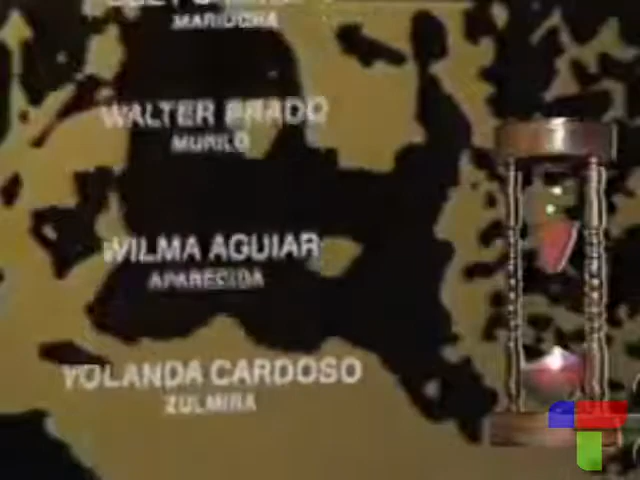 MARIUCHA
WALTER PRADO
MURILO
WILMA AGUIAR
APARECIDA
YOLANDA CARDOSO
ZULMIRA